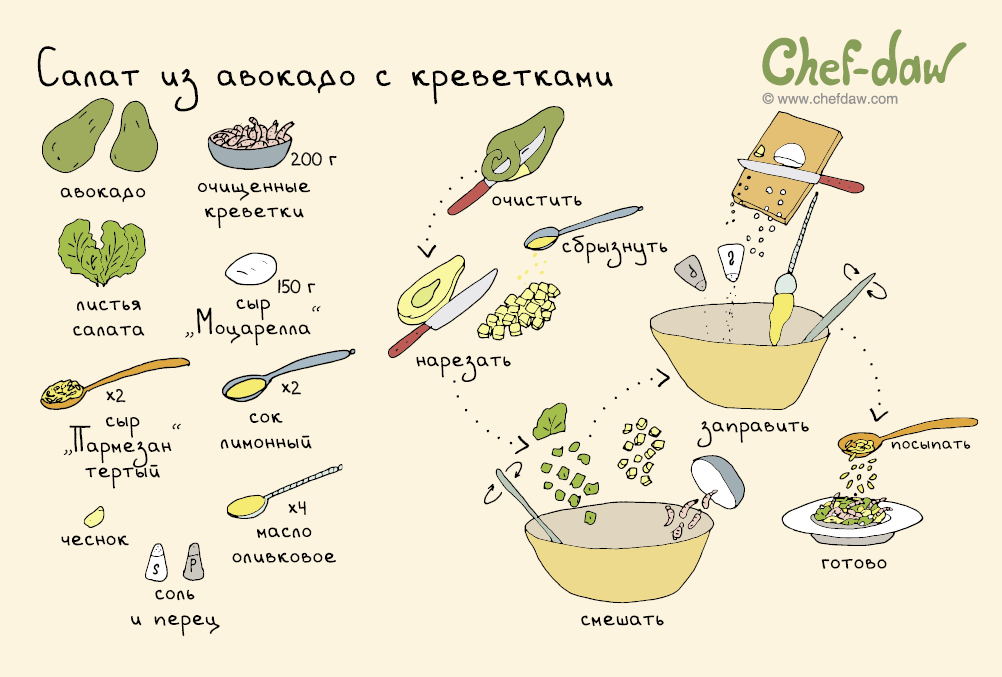 Салат из авокадо с креветками
Chef-daw
© www.chefdaw.com
авокадо
200 г
очищенные
креветки
листья
салата
150 г
сыр
„Моцарелла“
x2
сыр
„Пармезан“
тертый
x2
сок
лимонный
чеснок
x4
масло
оливковое
S P
соль
и перец
очистить
сбрызнуть
нарезать
смешать
заправить
посыпать
готово